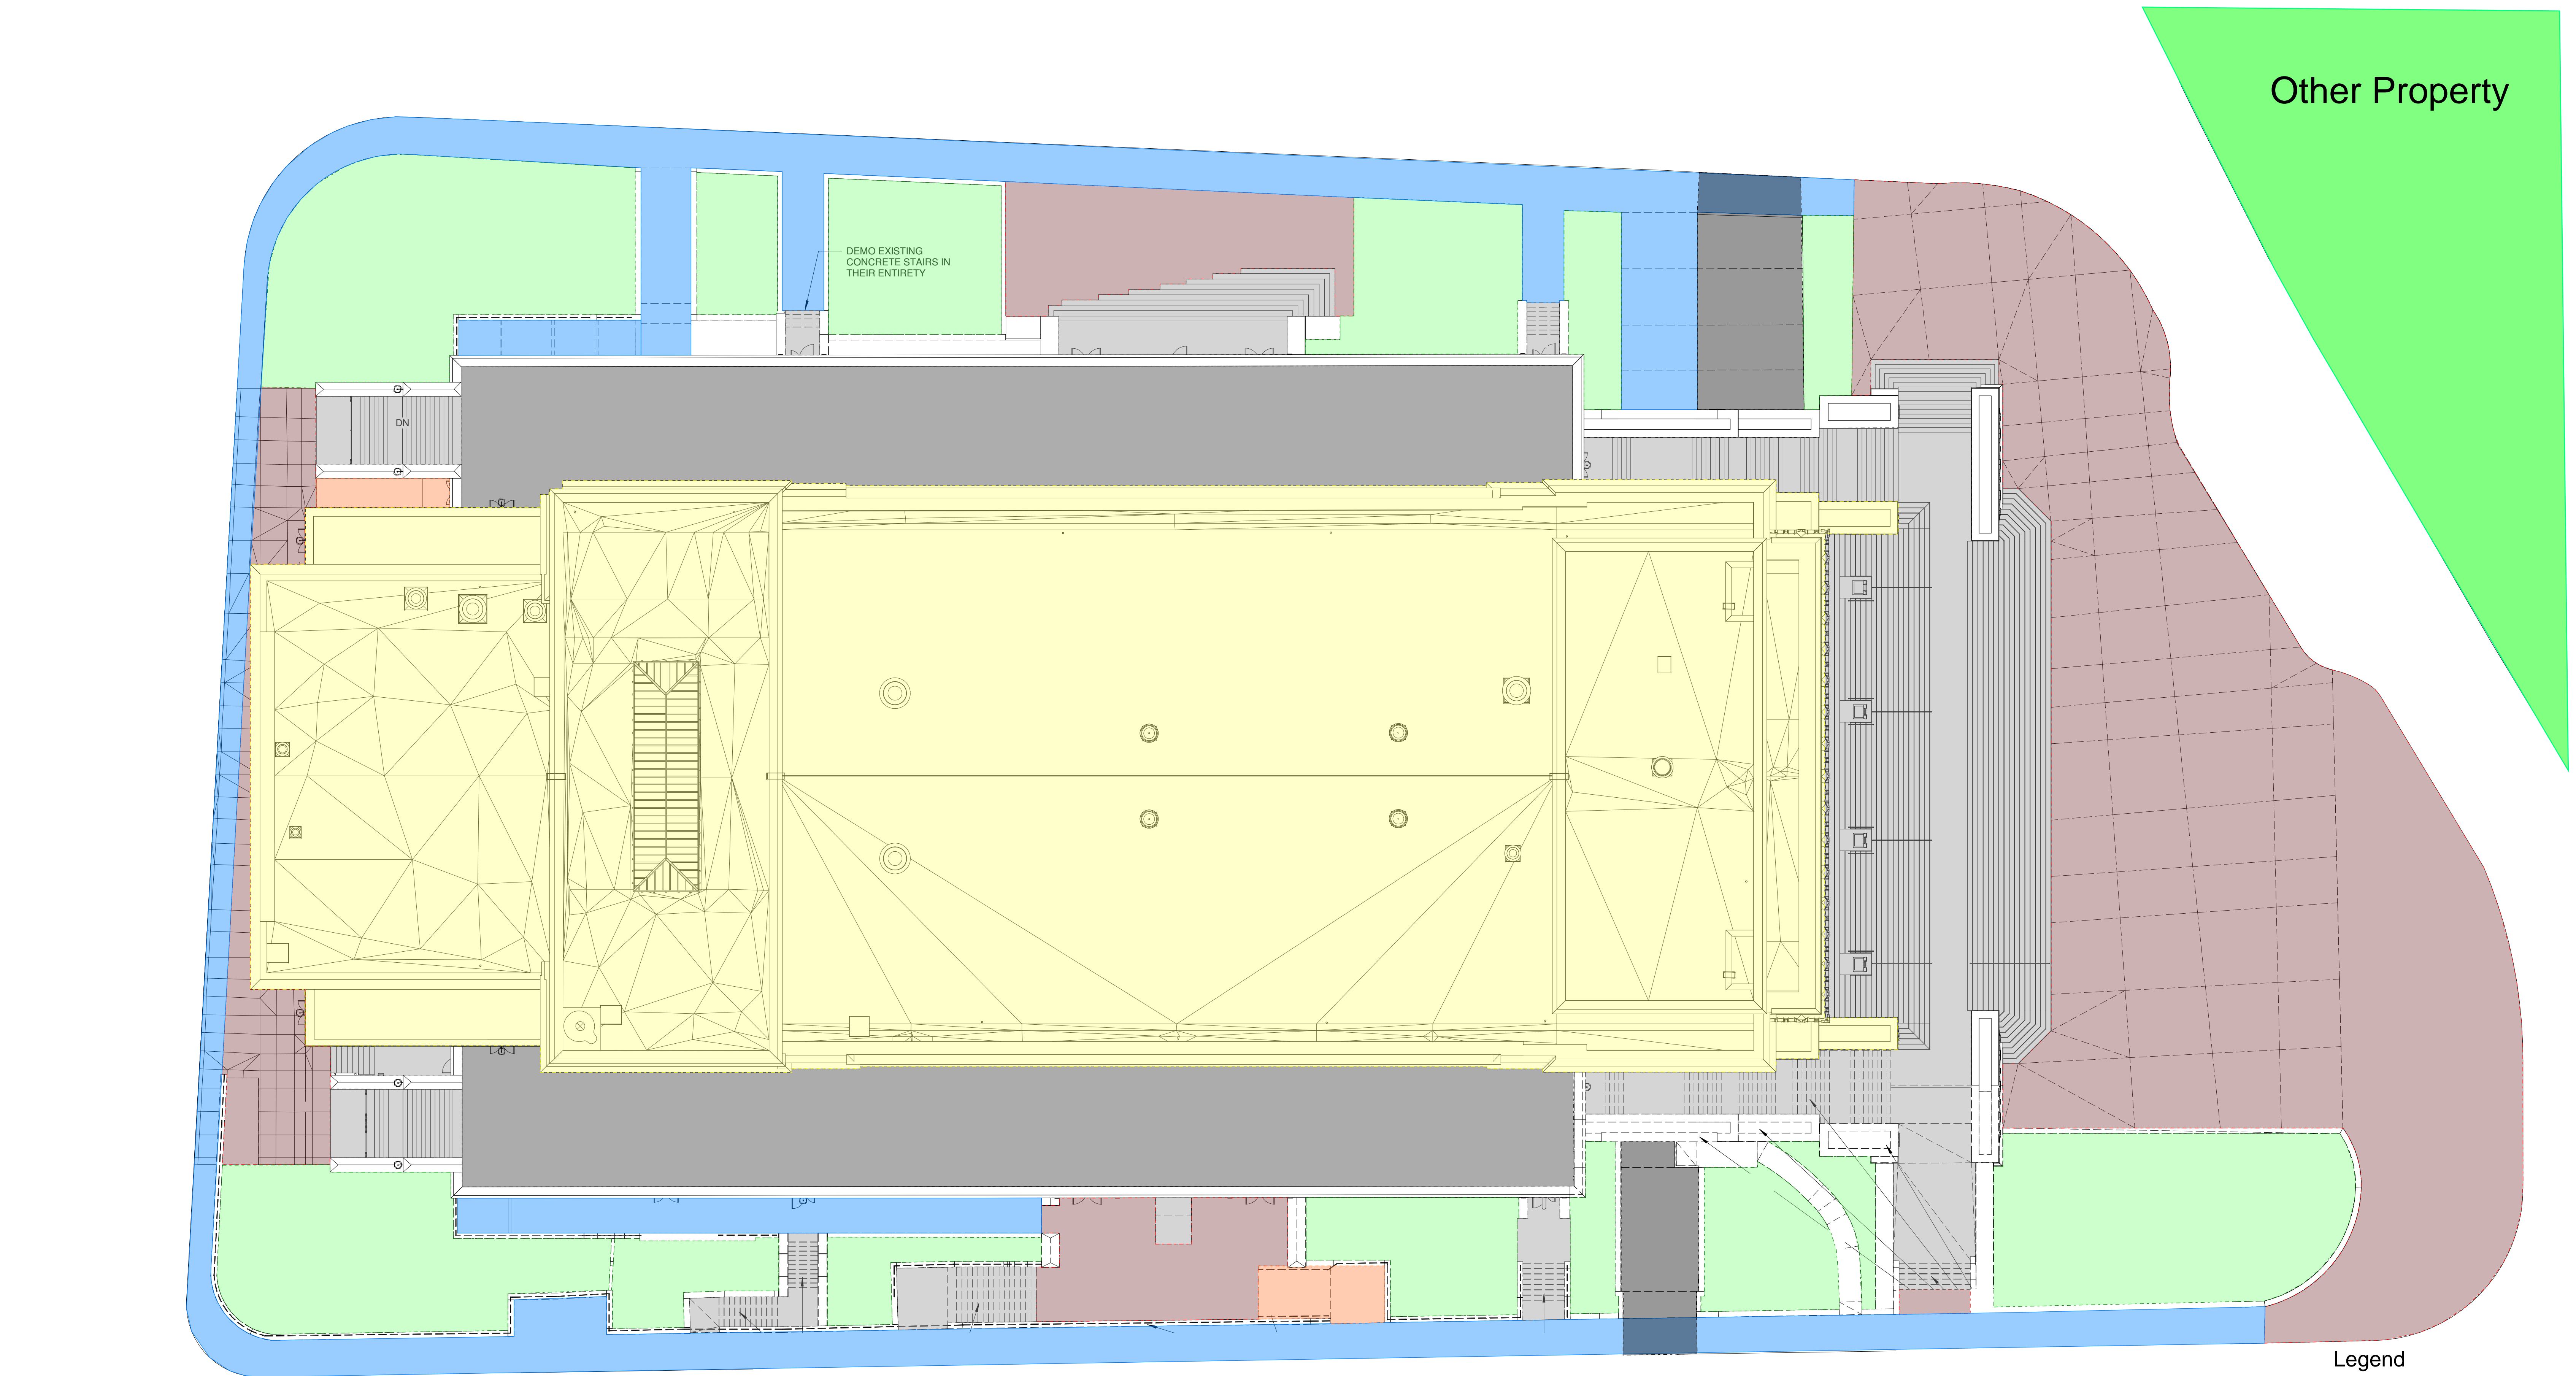 Other Property
DEMO EXISTING
CONCRETE STAIRS IN
THEIR ENTIRETY
DN
Legend